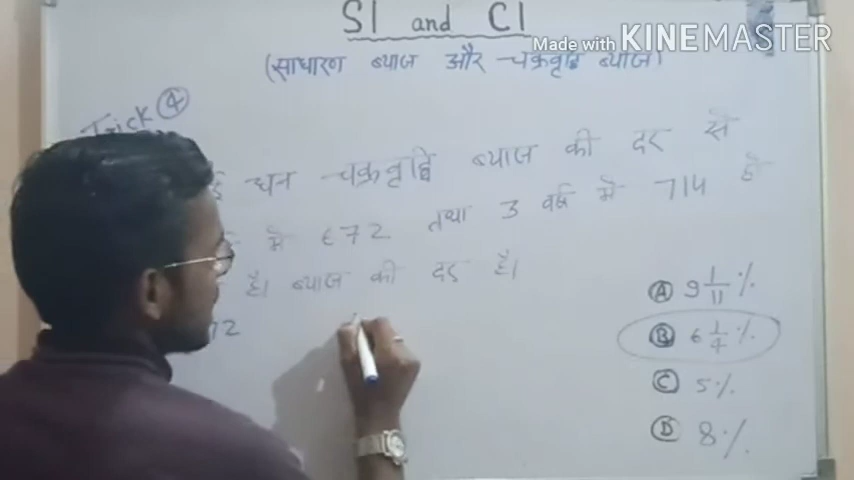 SI and CI
Made with KINEMASTER
(साधारण ब्याज और चक्रवृद्धि ब्याज)
Trick ④
धन चक्रवृद्धि ब्याज की दर से
में 672 तथा 3 वर्ष में 714 हो
है। ब्याज की दर है।
72
Ⓐ 9 1/11 %
Ⓑ 6 1/4 %
Ⓒ 5%
Ⓓ 8%